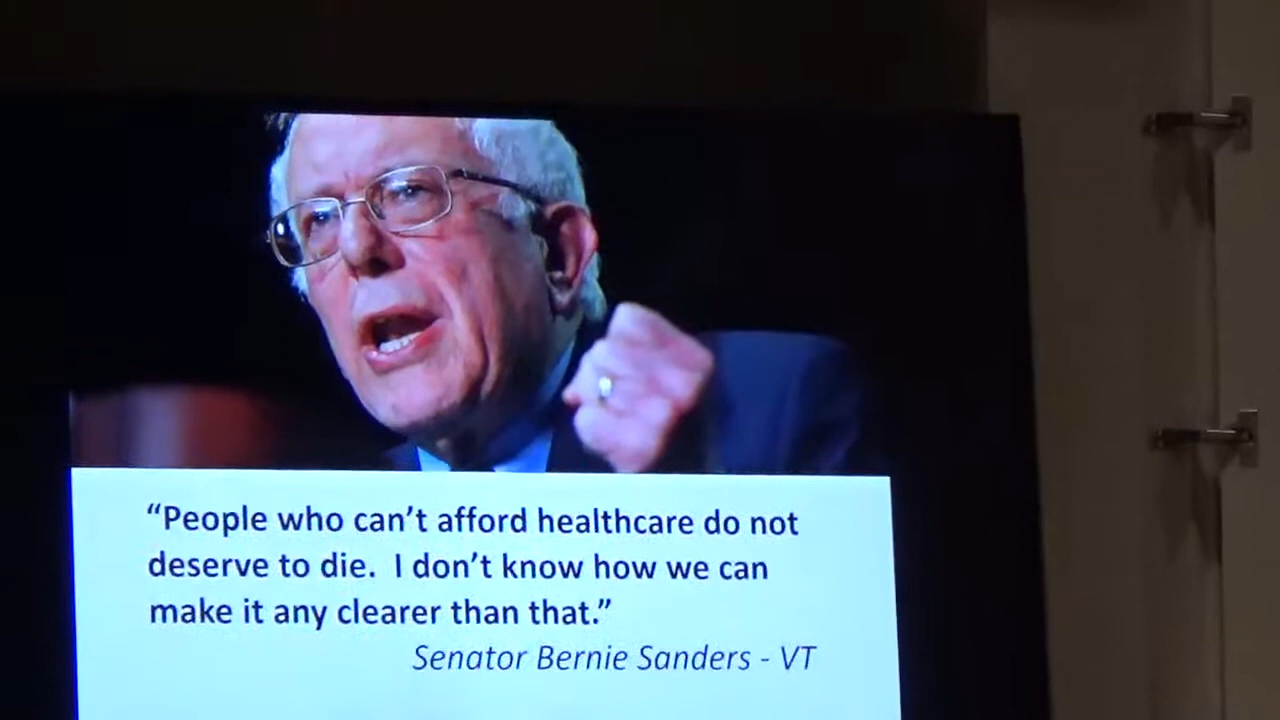 “People who can’t afford healthcare do not
deserve to die.  I don’t know how we can
make it any clearer than that.”
Senator Bernie Sanders - VT